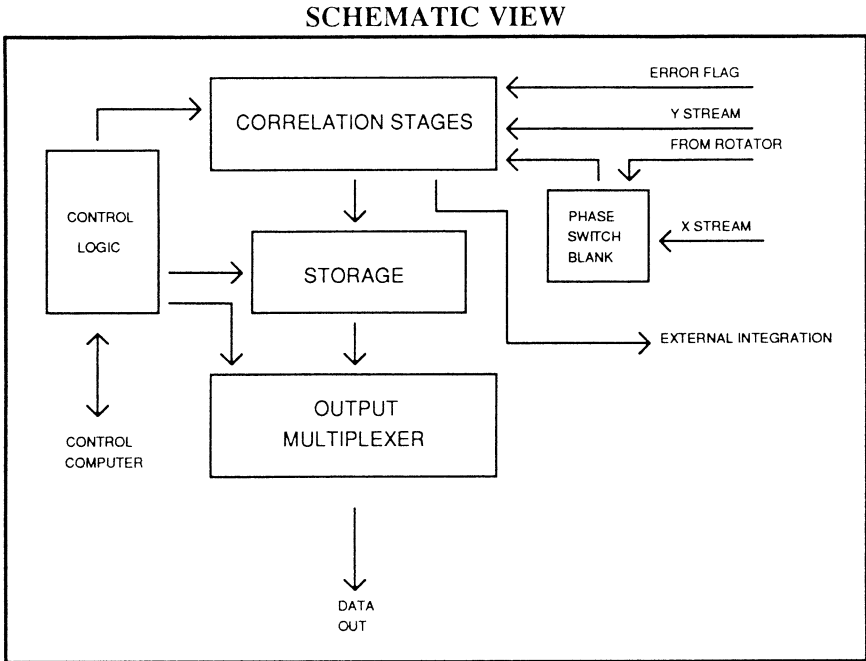 SCHEMATIC VIEW
ERROR FLAG
CORRELATION STAGES
Y STREAM
FROM ROTATOR
CONTROL
LOGIC
PHASE
SWITCH
BLANK
X STREAM
STORAGE
EXTERNAL INTEGRATION
OUTPUT
MULTIPLEXER
CONTROL
COMPUTER
DATA
OUT